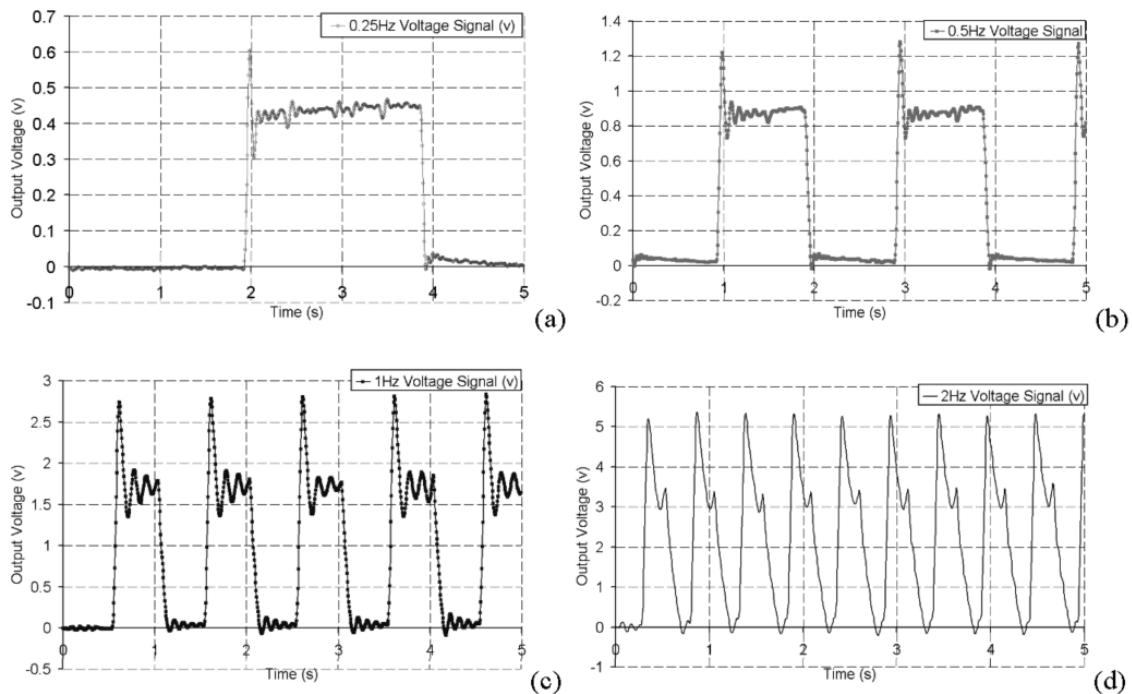 0.7
0.25Hz Voltage Signal (v)
0.6
0.5
0.4
0.3
0.2
0.1
0
-0.1
Output Voltage (v)
0 2 3 4 5
Time (s)
(a)
1.4
0.5Hz Voltage Signal
1.2
1
0.8
0.6
0.4
0.2
0
-0.2
Output Voltage (v)
0 1 2 3 4 5
Time (s)
(b)
1Hz Voltage Signal (v)
3
2.5
2
1.5
1
0.5
0
-0.5
Output Voltage (v)
0 1 2 3 4 5
Time (s)
(c)
2Hz Voltage Signal (v)
6
5
4
3
2
1
0
-1
Output Voltage (v)
0 1 2 3 4 5
Time (s)
(d)